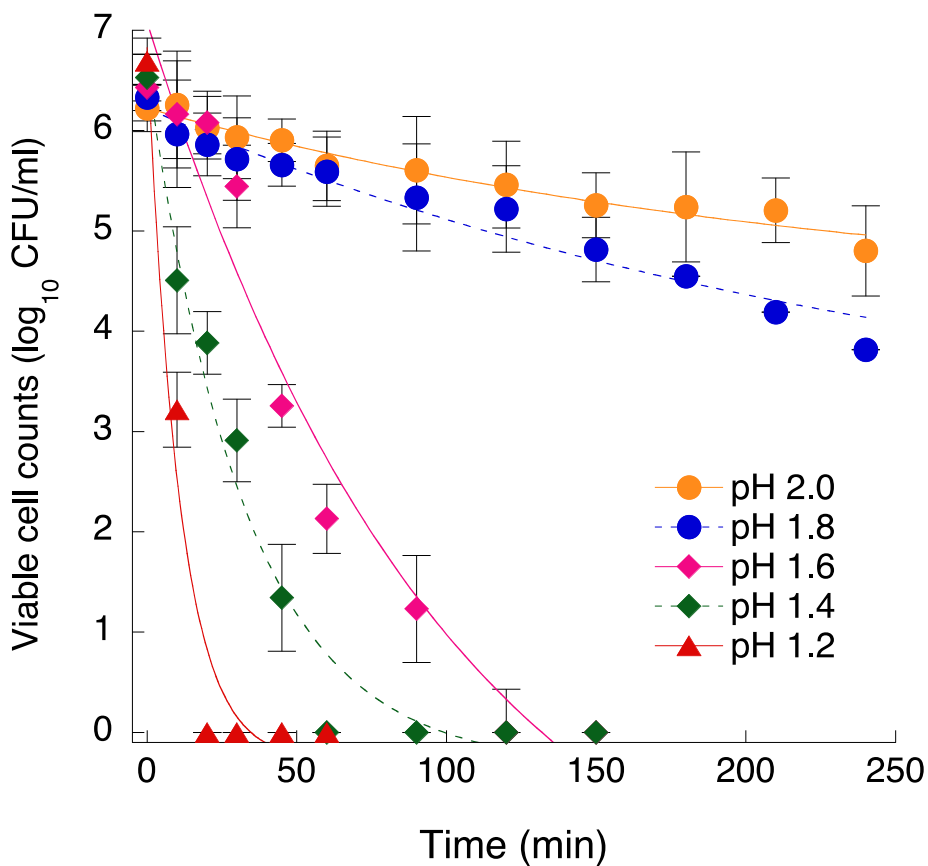 7
6
5
4
3
2
1
0
Viable cell counts (log10 CFU/ml)
pH 2.0
pH 1.8
pH 1.6
pH 1.4
pH 1.2
0 50 100 150 200 250
Time (min)